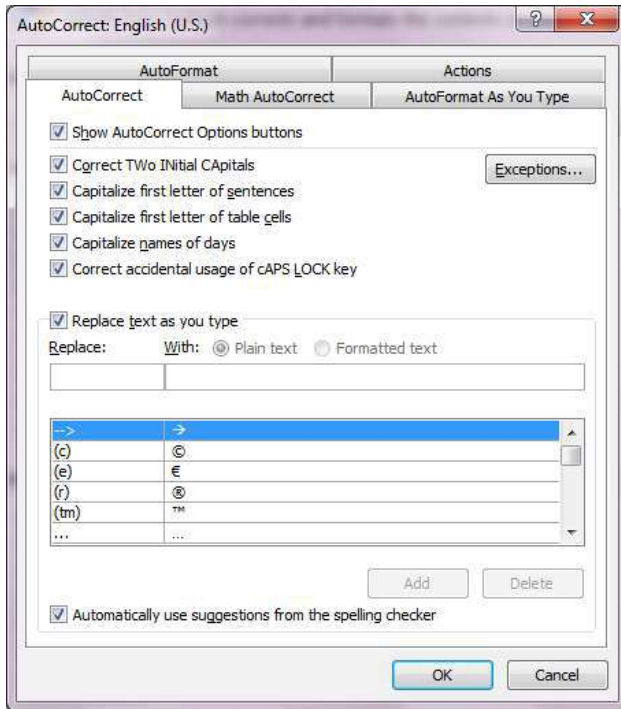 AutoCorrect: English (U.S.)
AutoFormat Actions
AutoCorrect Math AutoCorrect AutoFormat As You Type
Show AutoCorrect Options buttons
Correct TWo INitial CApitals Exceptions...
Capitalize first letter of sentences
Capitalize first letter of table cells
Capitalize names of days
Correct accidental usage of cAPS LOCK key
Replace text as you type
Replace: With: Plain text Formatted text
--> →
(c) ©
(e) €
(r) ®
(tm) ™
... …
Add Delete
Automatically use suggestions from the spelling checker
OK Cancel